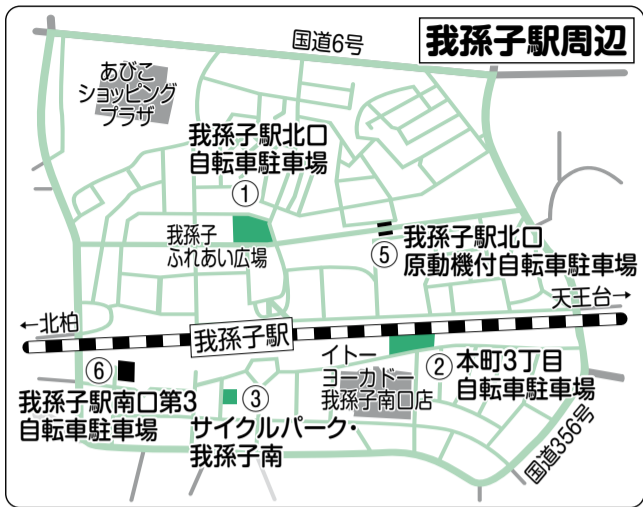 我孫子駅周辺
国道6号
あびこ
ショッピング
プラザ
我孫子駅北口
自転車駐車場
①
我孫子
ふれあい広場
⑤
我孫子駅北口
原動機付自転車駐車場
天王台→
←北柏
我孫子駅
⑥
我孫子駅南口第3
自転車駐車場
③
サイクルパーク・
我孫子南
イトー
ヨーカドー
我孫子南口店
②
本町3丁目
自転車駐車場
国道356号